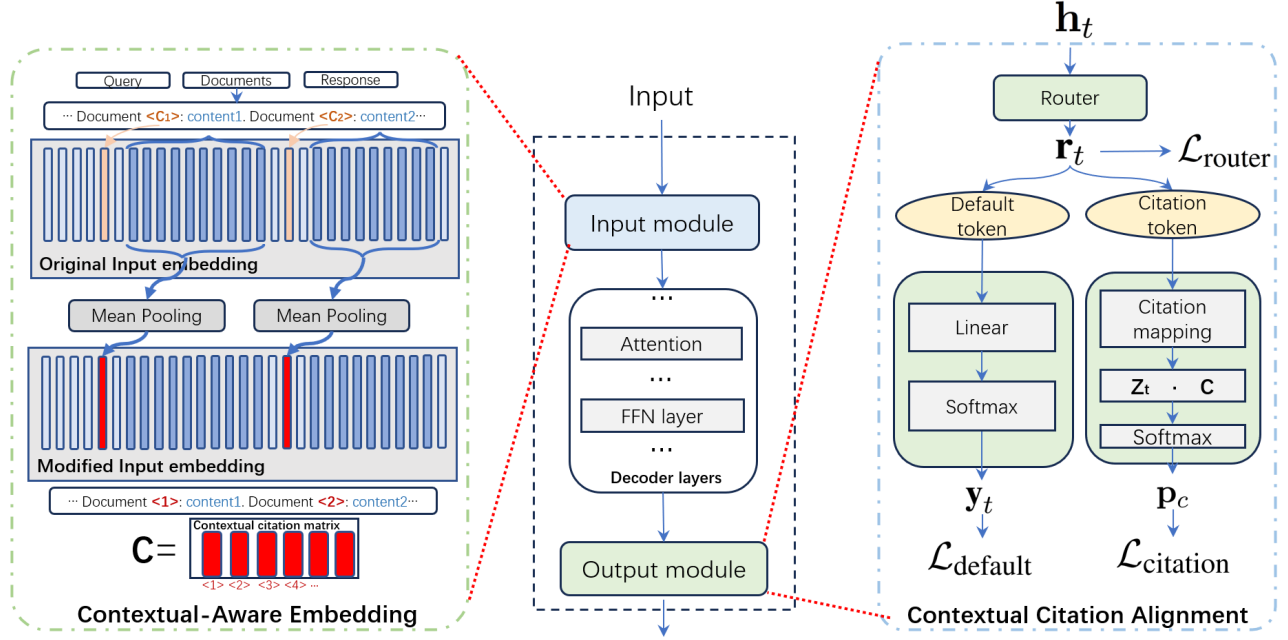 Query Documents Response
··· Document <C₁>: content1. Document <C₂>: content2···
Original Input embedding
Mean Pooling Mean Pooling
Modified Input embedding
··· Document <1>: content1. Document <2>: content2···
Contextual citation matrix
C=
<1> <2> <3> <4> ···
Contextual-Aware Embedding
Input
Input module
···
Attention
···
FFN layer
···
Decoder layers
Output module
h_t
Router
r_t
ℒ_router
Default
token
Citation
token
Linear
Softmax
Citation
mapping
Z_t · C
Softmax
y_t
p_c
ℒ_default
ℒ_citation
Contextual Citation Alignment